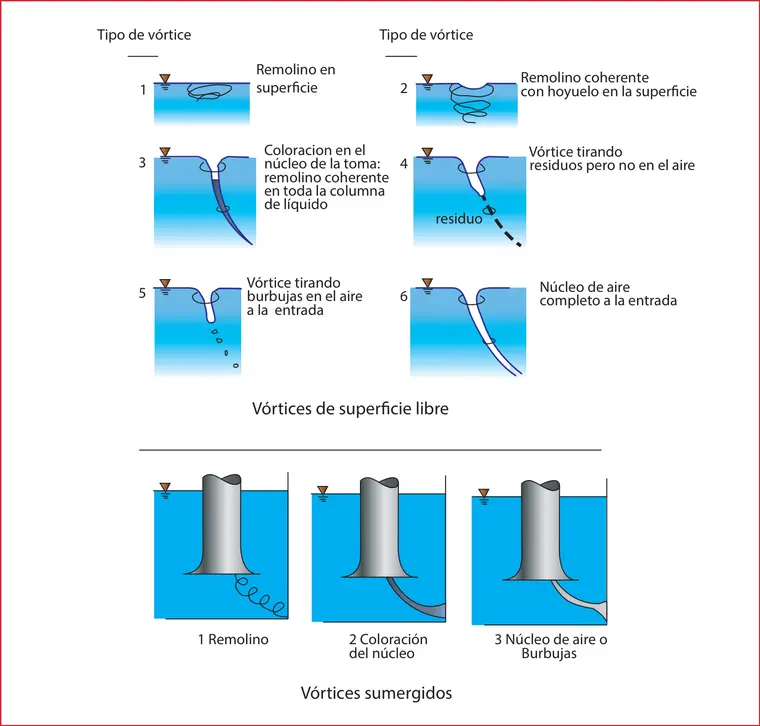 Tipo de vórtice
Tipo de vórtice
1
Remolino en
superficie
2
Remolino coherente
con hoyuelo en la superficie
3
Coloracion en el
núcleo de la toma:
remolino coherente
en toda la columna
de líquido
4
Vórtice tirando
residuos pero no en el aire
residuo
5
Vórtice tirando
burbujas en el aire
a la entrada
6
Núcleo de aire
completo a la entrada
Vórtices de superficie libre
1 Remolino
2 Coloración
del núcleo
3 Núcleo de aire o
Burbujas
Vórtices sumergidos